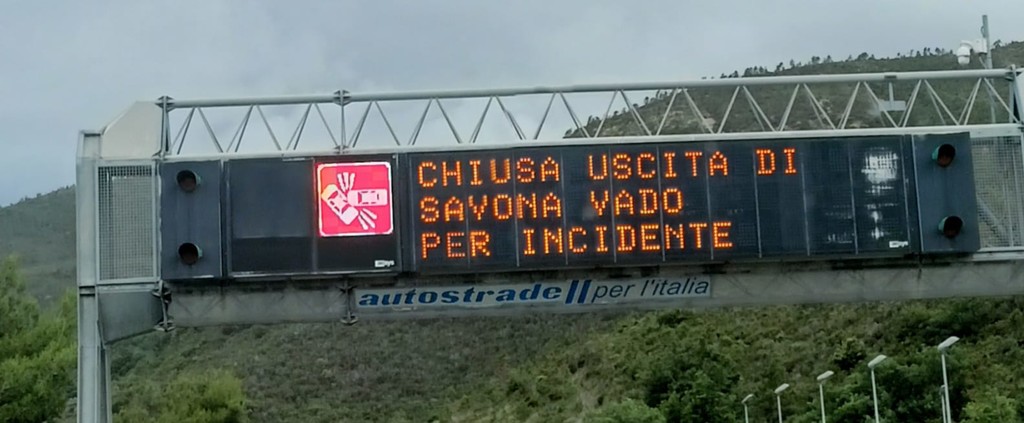 CHIUSA USCITA DI
SAVONA VADO
PER INCIDENTE
autostrade per l'italia